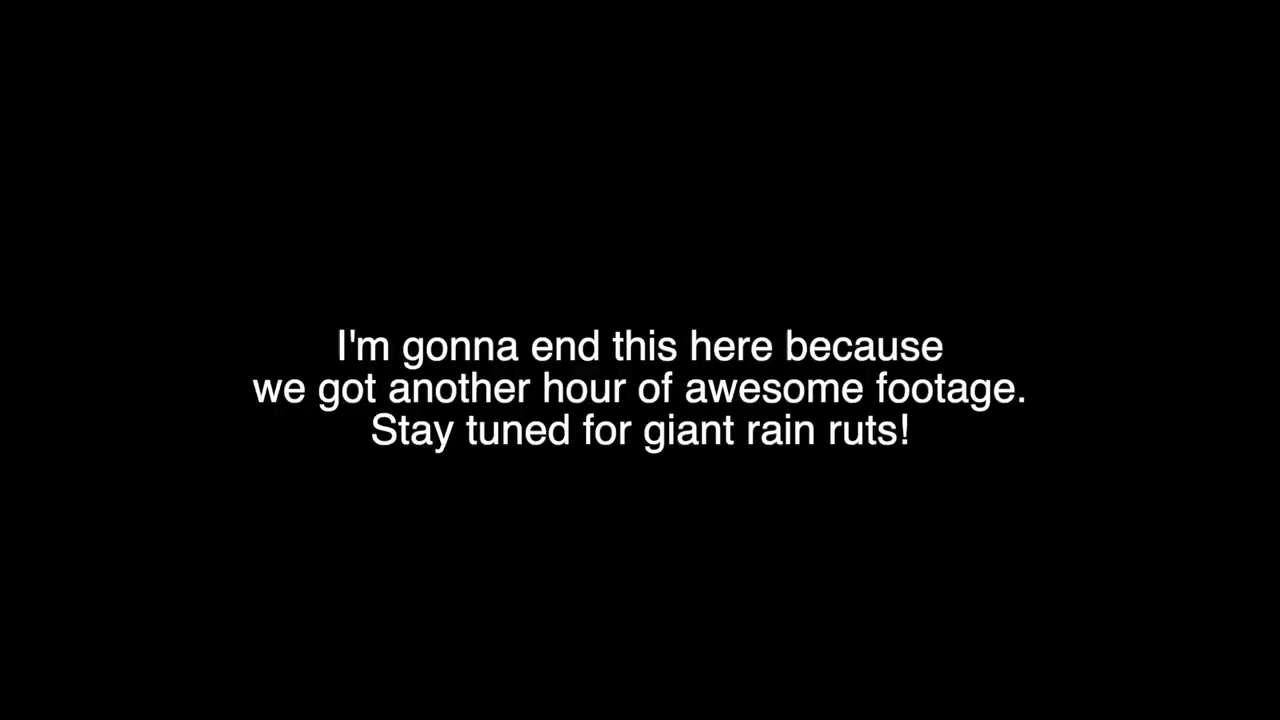 I'm gonna end this here because
we got another hour of awesome footage.
Stay tuned for giant rain ruts!